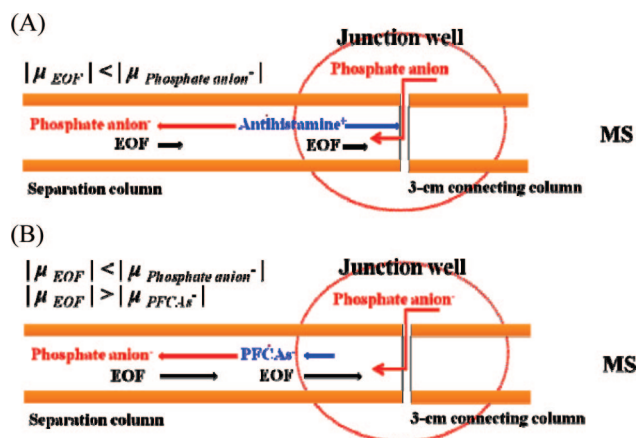 (A)
Junction well
|μ EOF| < |μ Phosphate anion⁻|
Phosphate anion
Phosphate anion⁻
Antihistamine⁺
EOF
EOF
MS
Separation column
3-cm connecting column
(B)
|μ EOF| < |μ Phosphate anion⁻|
|μ EOF| > |μ PFCAs⁻|
Junction well
Phosphate anion⁻
Phosphate anion⁻
PFCAs⁻
EOF
EOF
MS
Separation column
3-cm connecting column